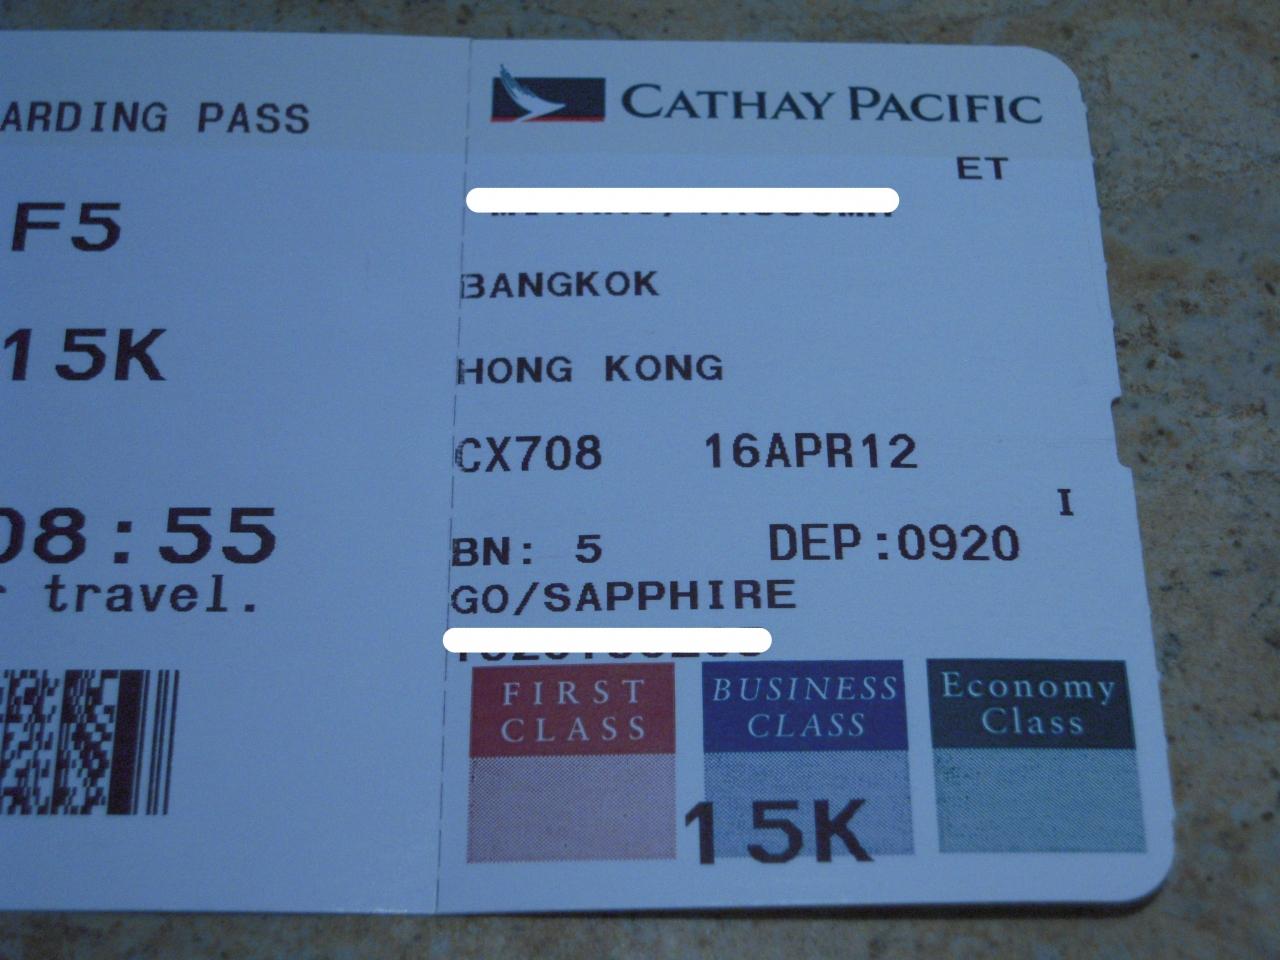 ARDING PASS
F5
15K
08:55
r travel.
CATHAY PACIFIC
ET
BANGKOK
HONG KONG
CX708 16APR12
I
BN: 5 DEP:0920
GO/SAPPHIRE
FIRST CLASS
BUSINESS CLASS
Economy Class
15K